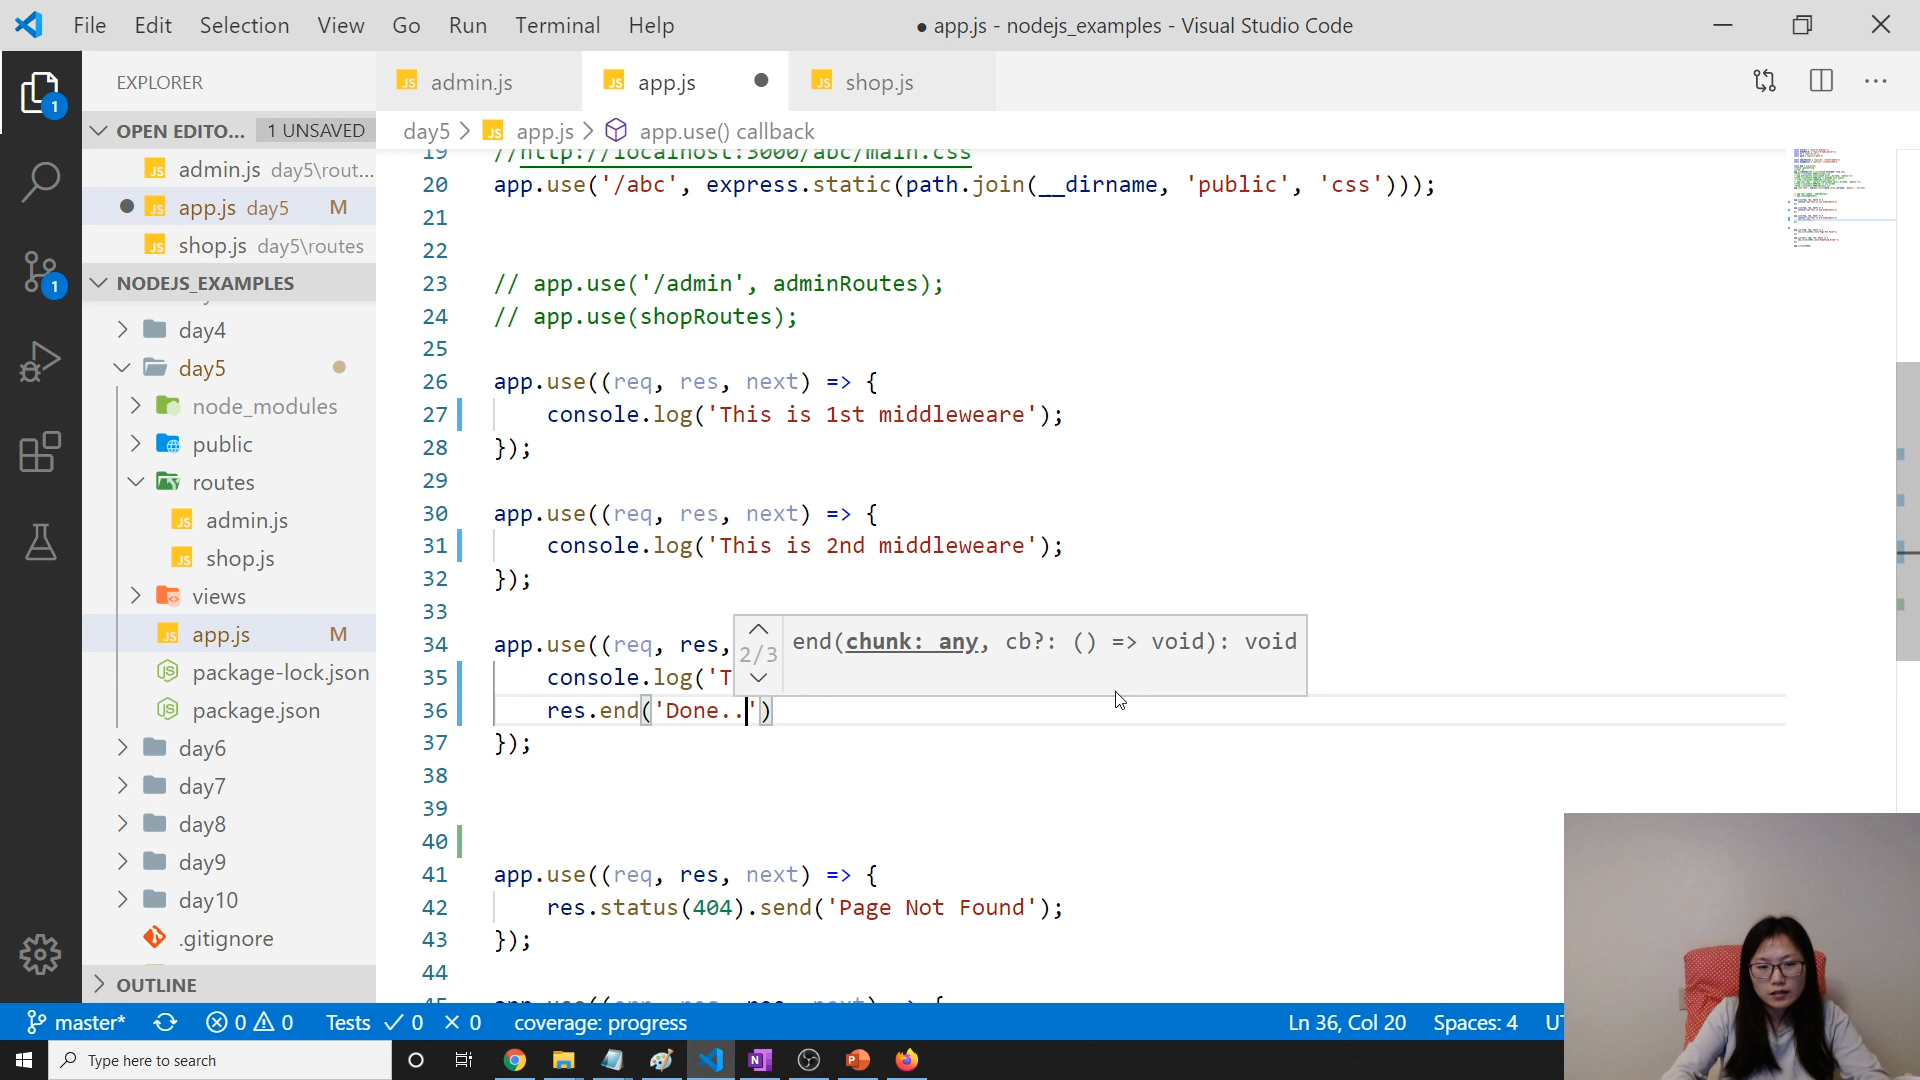 File Edit Selection View Go Run Terminal Help
● app.js - nodejs_examples - Visual Studio Code
EXPLORER
OPEN EDITO... 1 UNSAVED
admin.js day5\rout...
app.js day5 M
shop.js day5\routes
NODEJS_EXAMPLES
day4
day5
node_modules
public
routes
admin.js
shop.js
views
app.js M
package-lock.json
package.json
day6
day7
day8
day9
day10
.gitignore
OUTLINE
admin.js app.js shop.js
day5 > app.js > app.use() callback
19 //http://localhost:3000/abc/main.css
20 app.use('/abc', express.static(path.join(__dirname, 'public', 'css')));
21
22
23 // app.use('/admin', adminRoutes);
24 // app.use(shopRoutes);
25
26 app.use((req, res, next) => {
27 console.log('This is 1st middleweare');
28 });
29
30 app.use((req, res, next) => {
31 console.log('This is 2nd middleweare');
32 });
33
34 app.use((req, res,
2/3 end(chunk: any, cb?: () => void): void
35 console.log('T
36 res.end('Done..')
37 });
38
39
40
41 app.use((req, res, next) => {
42 res.status(404).send('Page Not Found');
43 });
44
45 app.use((err, req, res, next) => {
master* 0 0 Tests 0 0 coverage: progress Ln 36, Col 20 Spaces: 4
Type here to search